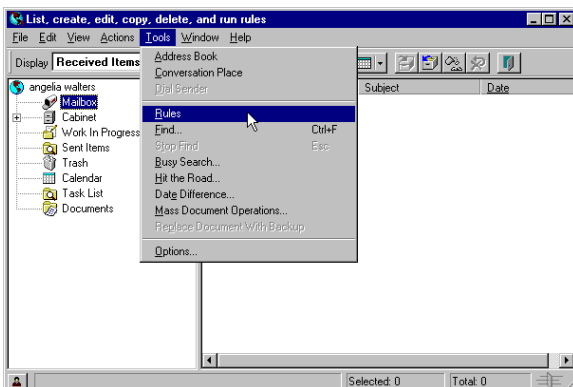 List, create, edit, copy, delete, and run rules
File Edit View Actions Tools Window Help
Display Received Items
Address Book
Conversation Place
Dial Sender
Rules
Find... Ctrl+F
Stop Find Esc
Busy Search...
Hit the Road...
Date Difference...
Mass Document Operations...
Replace Document With Backup
Options...
Subject Date
angelia walters
Mailbox
Cabinet
Work In Progress
Sent Items
Trash
Calendar
Task List
Documents
Selected: 0 Total: 0